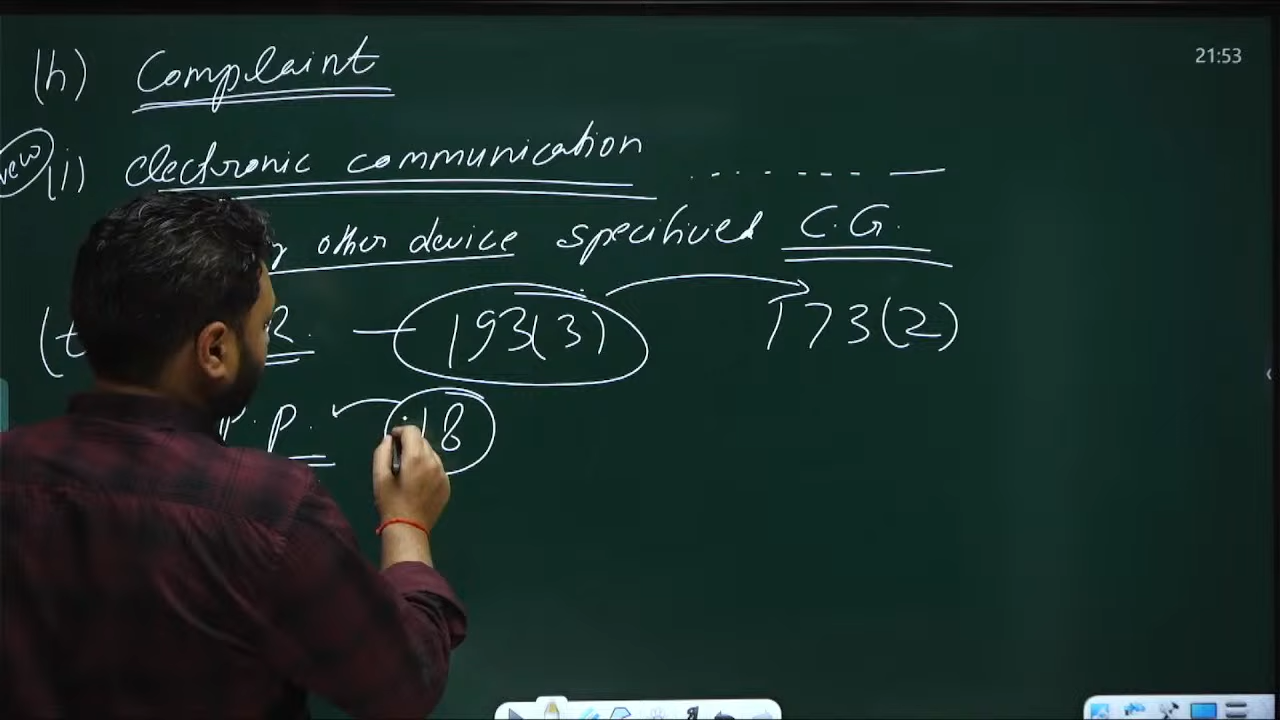 21:53
(h) Complaint
new (i) electronic communication ........ —
other device specified C.G.
(t R. — 193(3) 173(2)
P. P. 18